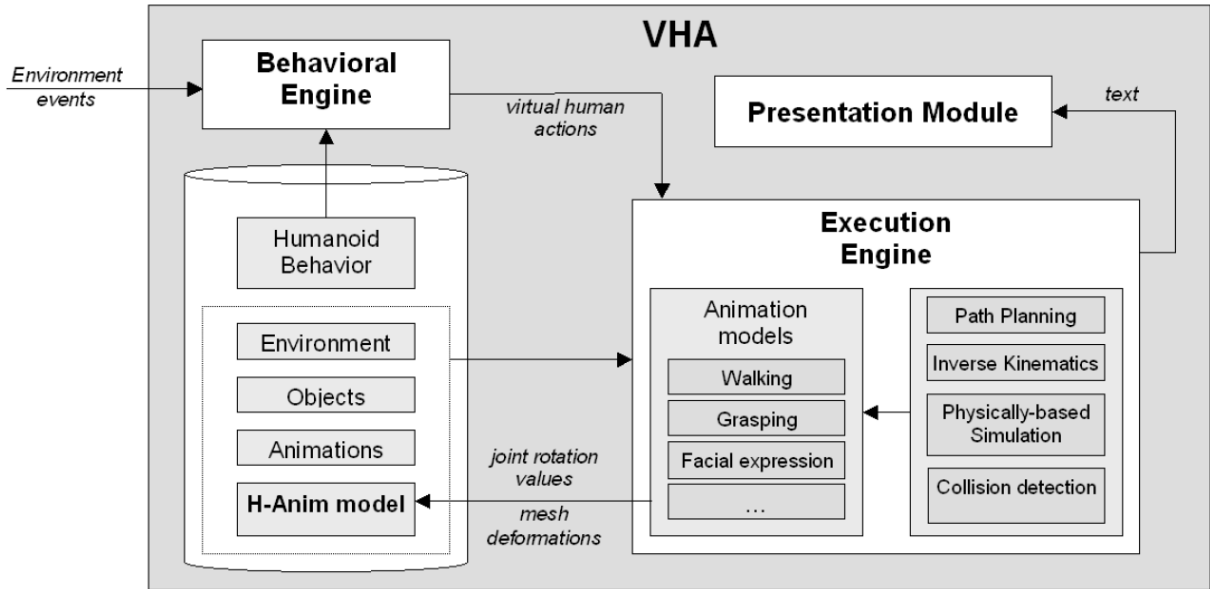 VHA
Environment
events
Behavioral
Engine
virtual human
actions
Presentation Module
text
Humanoid
Behavior
Environment
Objects
Animations
H-Anim model
joint rotation
values
mesh
deformations
Execution
Engine
Animation
models
Walking
Grasping
Facial expression
...
Path Planning
Inverse Kinematics
Physically-based
Simulation
Collision detection